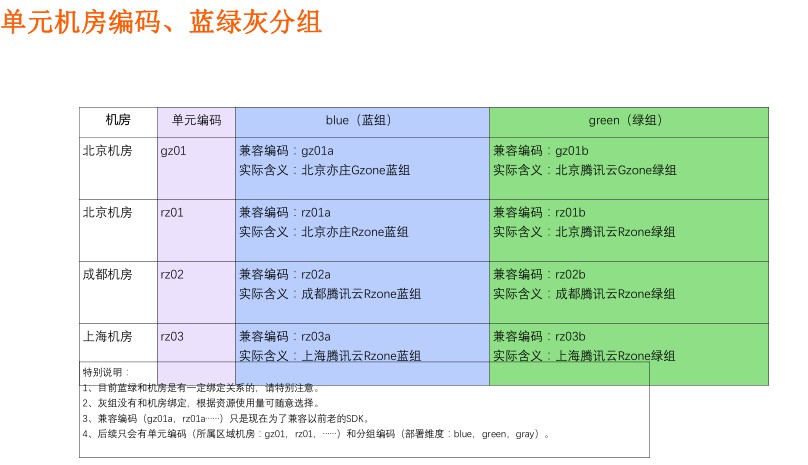 单元机房编码、蓝绿灰分组
机房 单元编码 blue（蓝组） green（绿组）
北京机房 gz01 兼容编码：gz01a 兼容编码：gz01b
实际含义：北京亦庄Gzone蓝组 实际含义：北京腾讯云Gzone绿组
北京机房 rz01 兼容编码：rz01a 兼容编码：rz01b
实际含义：北京亦庄Rzone蓝组 实际含义：北京腾讯云Rzone绿组
成都机房 rz02 兼容编码：rz02a 兼容编码：rz02b
实际含义：成都腾讯云Rzone蓝组 实际含义：成都腾讯云Rzone绿组
上海机房 rz03 兼容编码：rz03a 兼容编码：rz03b
实际含义：上海腾讯云Rzone蓝组 实际含义：上海腾讯云Rzone绿组
特别说明：
1、目前蓝绿和机房是有一定绑定关系的，请特别注意。
2、灰组没有和机房绑定，根据资源使用量可随意选择。
3、兼容编码（gz01a，rz01a……）只是现在为了兼容以前老的SDK。
4、后续只会有单元编码（所属区域机房：gz01，rz01，……）和分组编码（部署维度：blue，green，gray）。